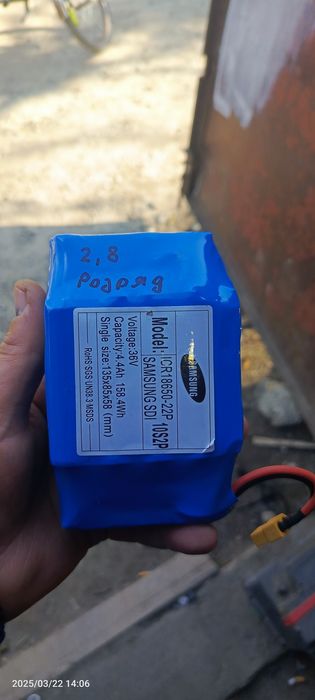 2,8
разряд
SAMSUNG
Model: ICR18650-22P 10S2P
SAMSUNG SDI
Voltage:36V
Capacity:4.4Ah 158.4Wh
Single size:135x85x58 (mm)
RoHS SGS UN38.3 MSDS
2025/03/22 14:06